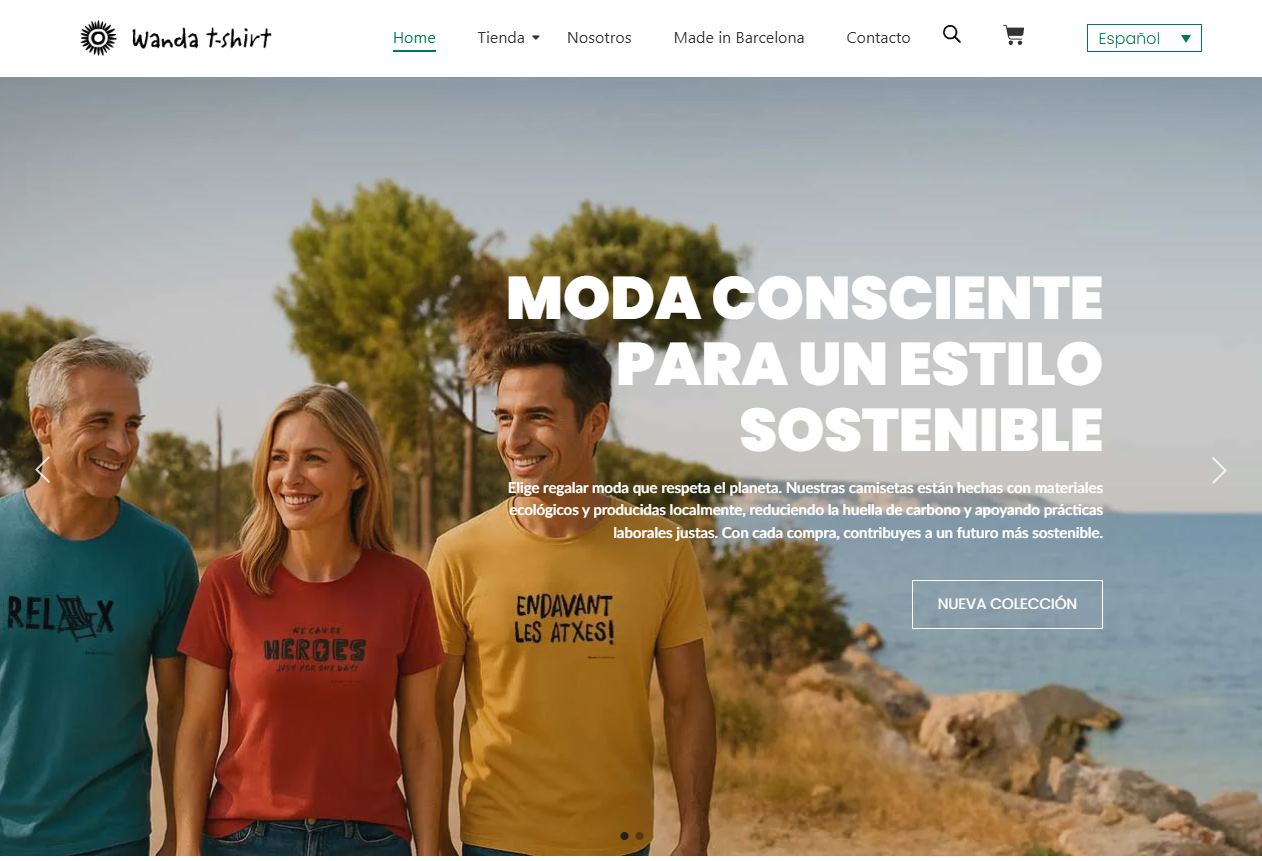 Wanda t-shirt
Home
Tienda
Nosotros
Made in Barcelona
Contacto
Español
MODA CONSCIENTE
PARA UN ESTILO
SOSTENIBLE
Elige regalar moda que respeta el planeta. Nuestras camisetas están hechas con materiales
ecológicos y producidas localmente, reduciendo la huella de carbono y apoyando prácticas
laborales justas. Con cada compra, contribuyes a un futuro más sostenible.
NUEVA COLECCIÓN
RELAX
WE CAN BE
HEROES
JUST FOR ONE DAY!
ENDAVANT
LES ATXES!